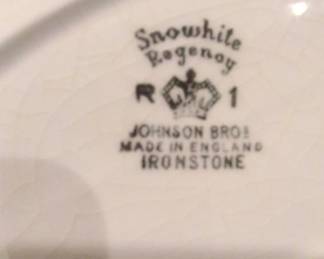 Snowhite
Regency
R 1
JOHNSON BROS
MADE IN ENGLAND
IRONSTONE